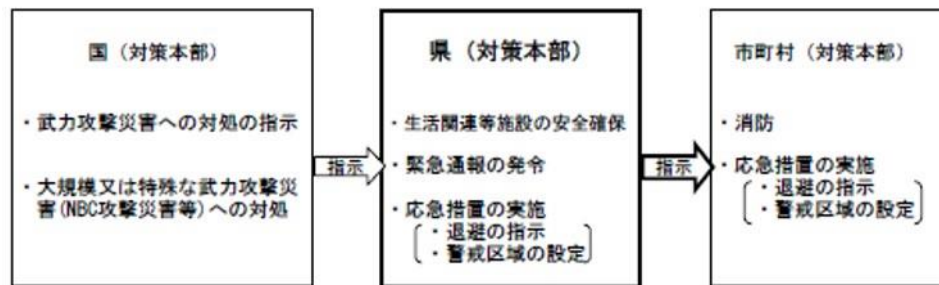 国（対策本部）
・武力攻撃災害への対処の指示
・大規模又は特殊な武力攻撃災
害(NBC攻撃災害等)への対処
指示
県（対策本部）
・生活関連等施設の安全確保
・緊急通報の発令
・応急措置の実施
・退避の指示
・警戒区域の設定
指示
市町村（対策本部）
・消防
・応急措置の実施
・退避の指示
・警戒区域の設定